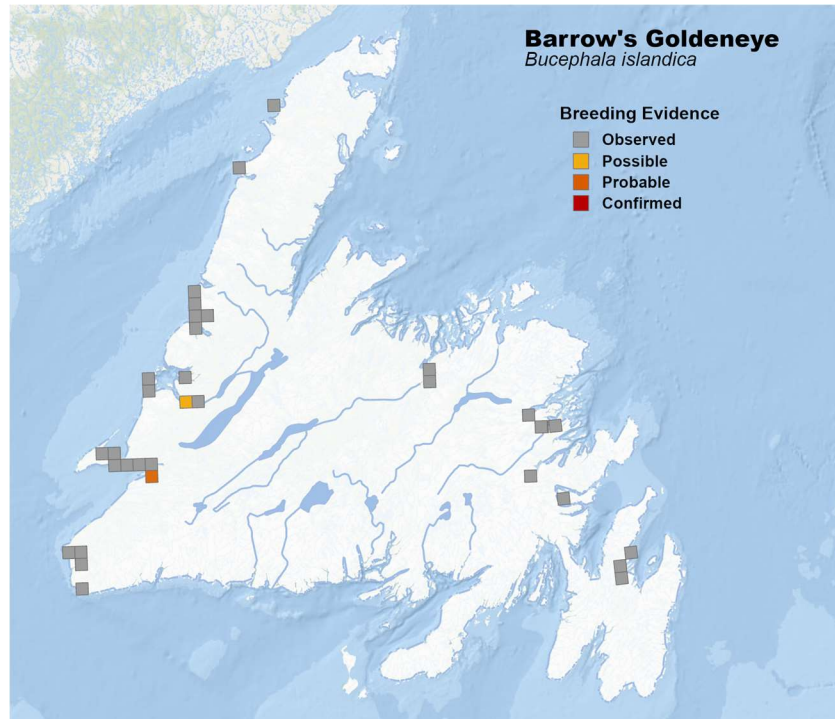 Barrow's Goldeneye
Bucephala islandica
Breeding Evidence
Observed
Possible
Probable
Confirmed